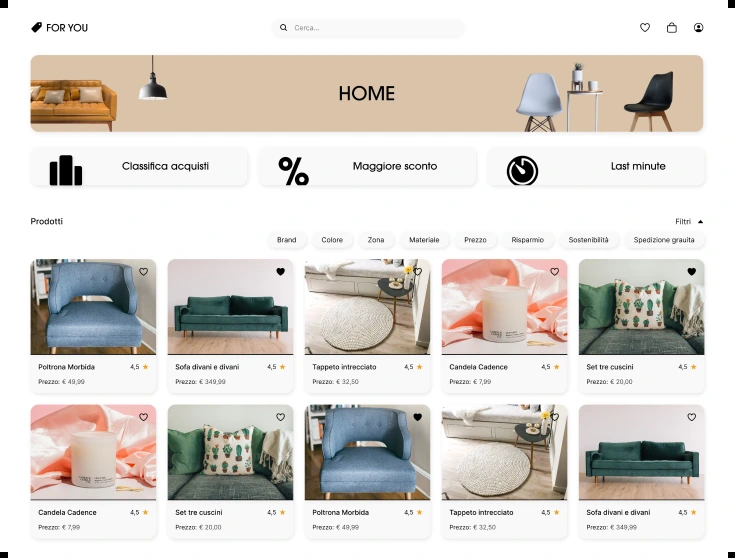 FOR YOU
Cerca...
HOME
Classifica acquisti
Maggiore sconto
Last minute
Prodotti
Filtri
Brand Colore Zona Materiale Prezzo Risparmio Sostenibilità Spedizione grauita
Poltrona Morbida 4,5
Prezzo: € 49,99
Sofa divani e divani 4,5
Prezzo: € 349,99
Tappeto intrecciato 4,5
Prezzo: € 32,50
Candela Cadence 4,5
Prezzo: € 7,99
Set tre cuscini 4,5
Prezzo: € 20,00
Candela Cadence 4,5
Prezzo: € 7,99
Set tre cuscini 4,5
Prezzo: € 20,00
Poltrona Morbida 4,5
Prezzo: € 49,99
Tappeto intrecciato 4,5
Prezzo: € 32,50
Sofa divani e divani 4,5
Prezzo: € 349,99